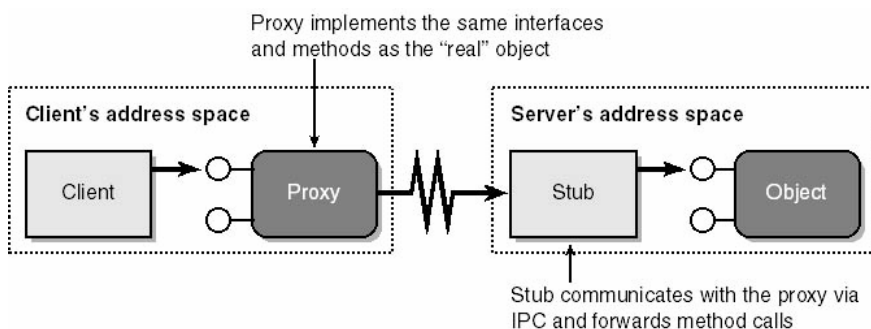 Proxy implements the same interfaces
and methods as the “real” object
Client's address space
Server's address space
Client
Proxy
Stub
Object
Stub communicates with the proxy via
IPC and forwards method calls